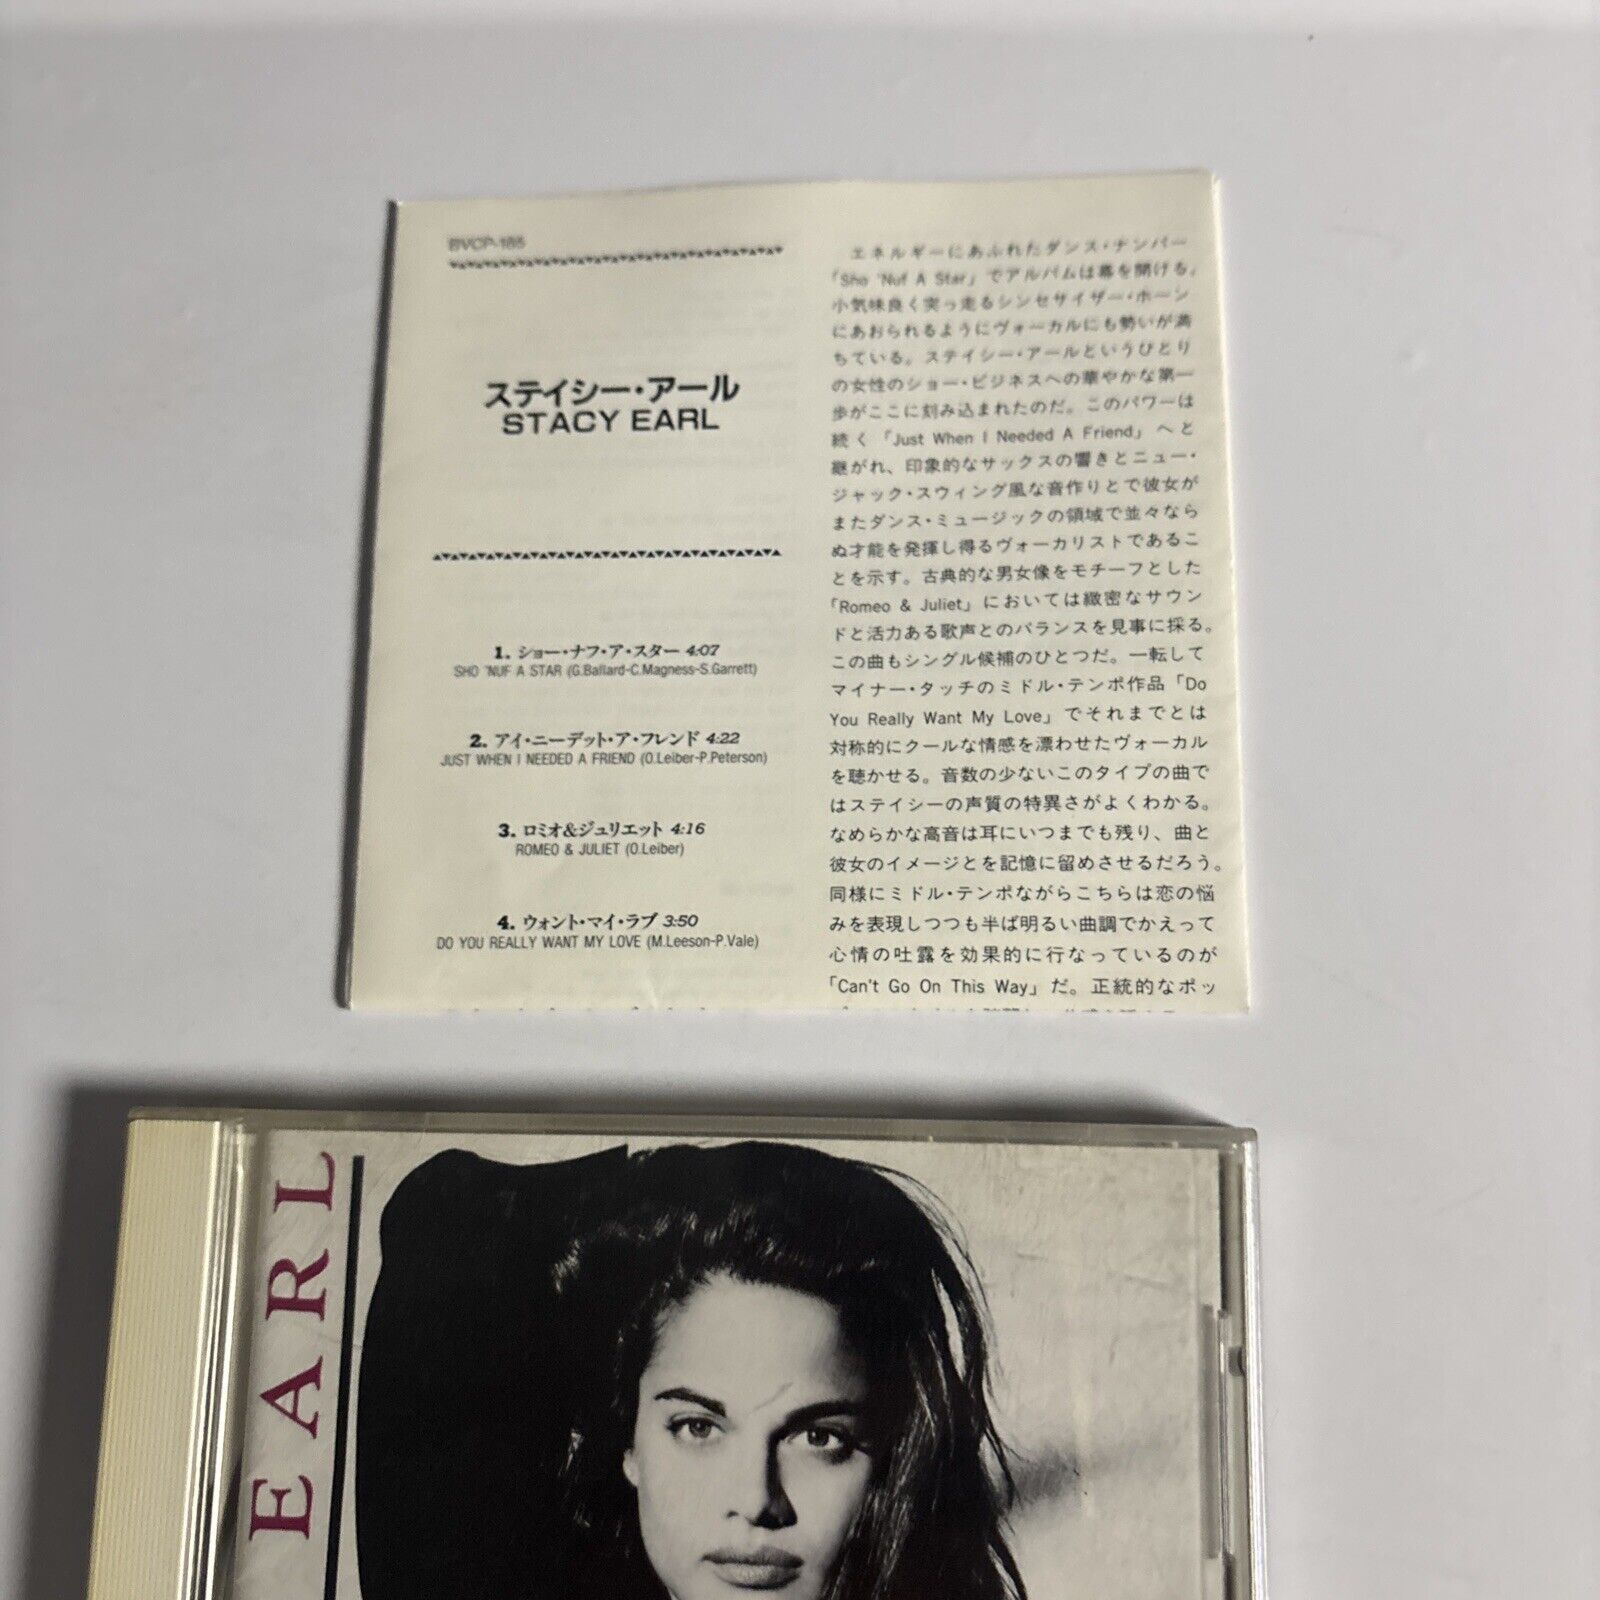 BVCP-185
ステイシー・アール
STACY EARL
1. ショー・ナフ・ア・スター 4:07
SHO 'NUF A STAR (G.Ballard-C.Magness-S.Garrett)
2. アイ・ニーデット・ア・フレンド 4:22
JUST WHEN I NEEDED A FRIEND (O.Leiber-P.Peterson)
3. ロミオ&ジュリエット 4:16
ROMEO & JULIET (O.Leiber)
4. ウォント・マイ・ラブ 3:50
DO YOU REALLY WANT MY LOVE (M.Leeson-P.Vale)
エネルギーにあふれたダンス・ナンバー
「Sho 'Nuf A Star」でアルバムは幕を開ける。
小気味良く突っ走るシンセサイザー・ホーン
にあおられるようにヴォーカルにも勢いが満
ちている。ステイシー・アールというひとり
の女性のショー・ビジネスへの華やかな第一
歩がここに刻み込まれたのだ。このパワーは
続く「Just When I Needed A Friend」へと
継がれ、印象的なサックスの響きとニュー・
ジャック・スウィング風な音作りとで彼女が
またダンス・ミュージックの領域で並々なら
ぬ才能を発揮し得るヴォーカリストであるこ
とを示す。古典的な男女像をモチーフとした
「Romeo & Juliet」においては緻密なサウン
ドと活力ある歌声とのバランスを見事に採る。
この曲もシングル候補のひとつだ。一転して
マイナー・タッチのミドル・テンポ作品「Do
You Really Want My Love」でそれまでとは
対称的にクールな情感を漂わせたヴォーカル
を聴かせる。音数の少ないこのタイプの曲で
はステイシーの声質の特異さがよくわかる。
なめらかな高音は耳にいつまでも残り、曲と
彼女のイメージとを記憶に留めさせるだろう。
同様にミドル・テンポながらこちらは恋の悩
みを表現しつつも半ば明るい曲調でかえって
心情の吐露を効果的に行なっているのが
「Can't Go On This Way」だ。正統的なポッ
EARL